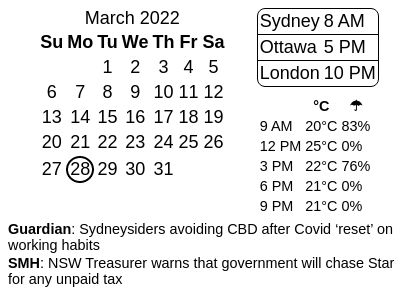 March 2022
Su Mo Tu We Th Fr Sa
1 2 3 4 5
6 7 8 9 10 11 12
13 14 15 16 17 18 19
20 21 22 23 24 25 26
27 28 29 30 31
Sydney 8 AM
Ottawa 5 PM
London 10 PM
°C ☂
9 AM 20°C 83%
12 PM 25°C 0%
3 PM 22°C 76%
6 PM 21°C 0%
9 PM 21°C 0%
Guardian: Sydneysiders avoiding CBD after Covid ‘reset’ on
working habits
SMH: NSW Treasurer warns that government will chase Star
for any unpaid tax